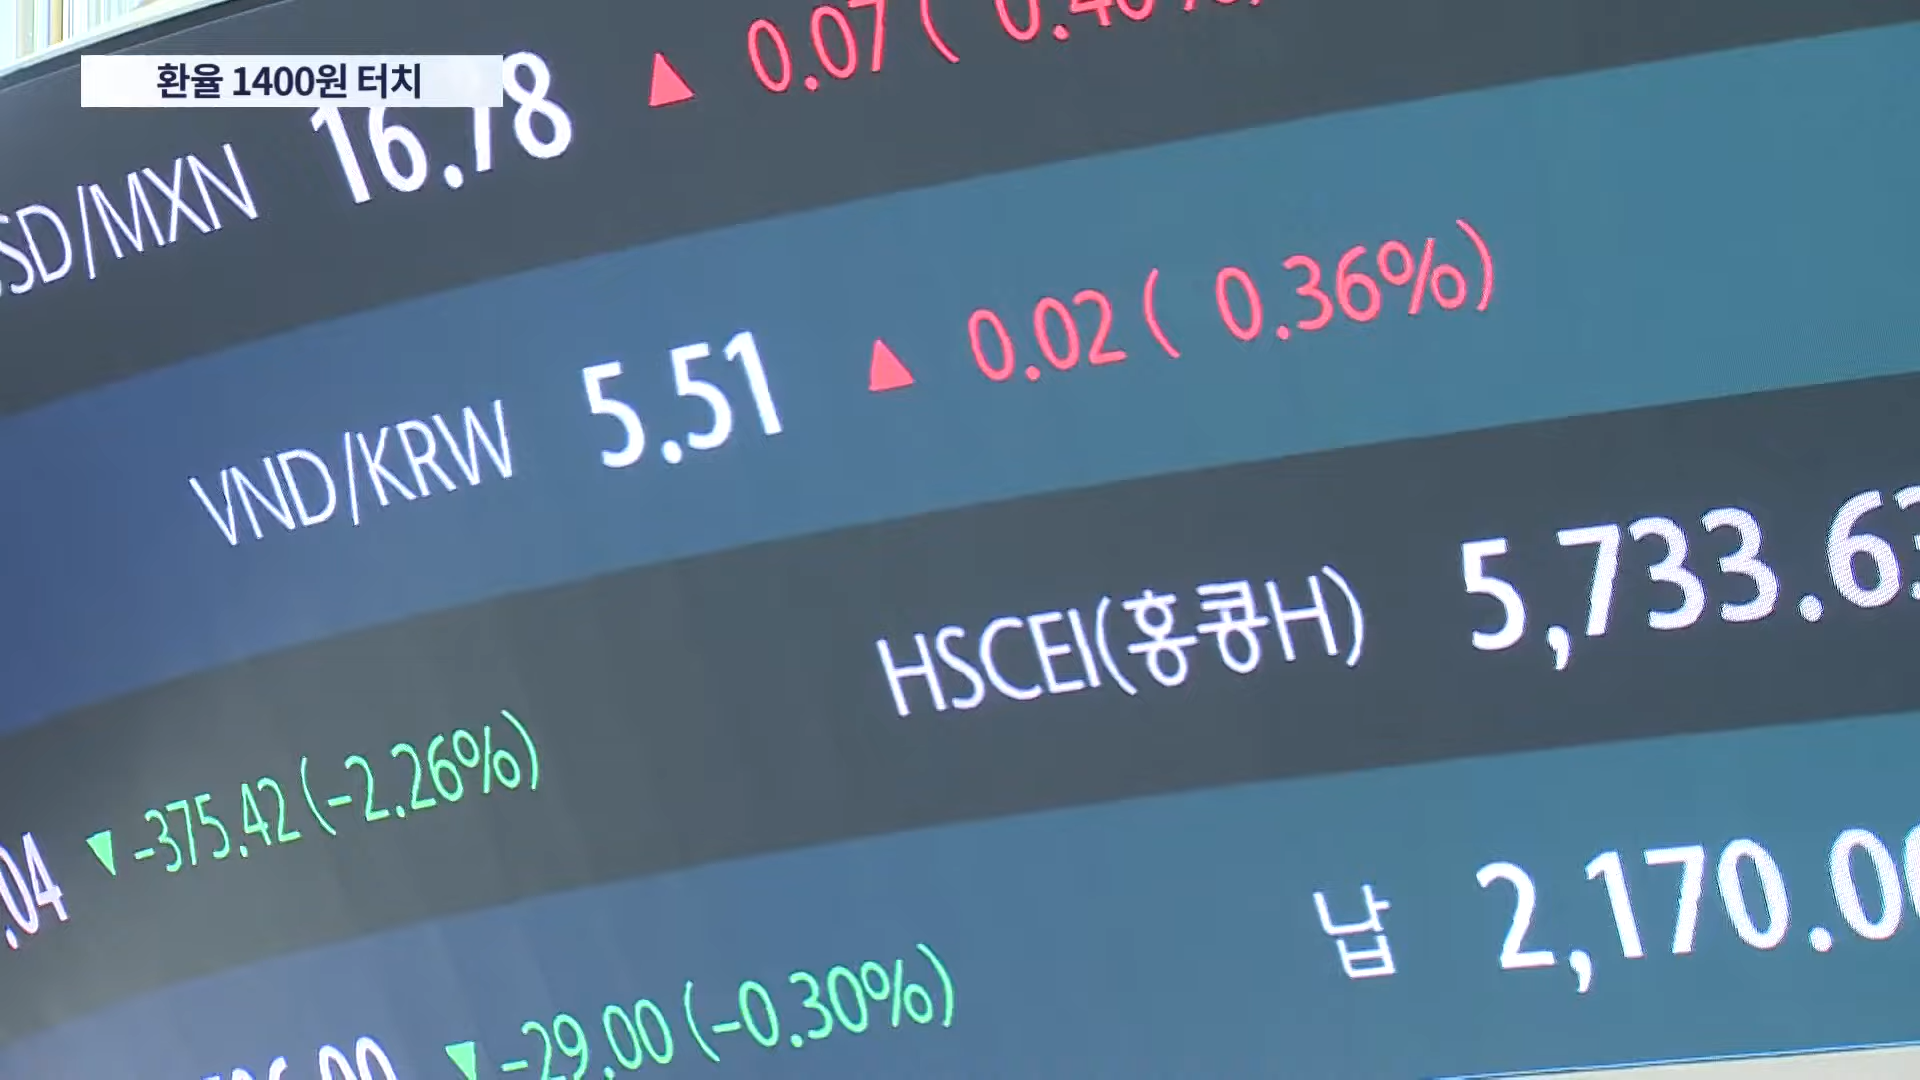 환율 1400원 터치
SD/MXN 16.78 ▲ 0.07 (
VND/KRW 5.51 ▲ 0.02 ( 0.36%)
.04 ▼ -375.42 (-2.26%) HSCEI(홍콩H) 5,733.63
▼ -29.00 (-0.30%) 납 2,170.00